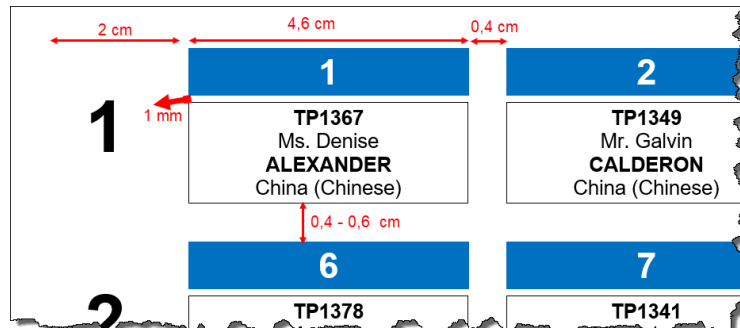 2 cm
4,6 cm
0,4 cm
1
2
1 mm
1
TP1367
Ms. Denise
ALEXANDER
China (Chinese)
TP1349
Mr. Galvin
CALDERON
China (Chinese)
0,4 - 0,6 cm
6
7
2
TP1378
TP1341